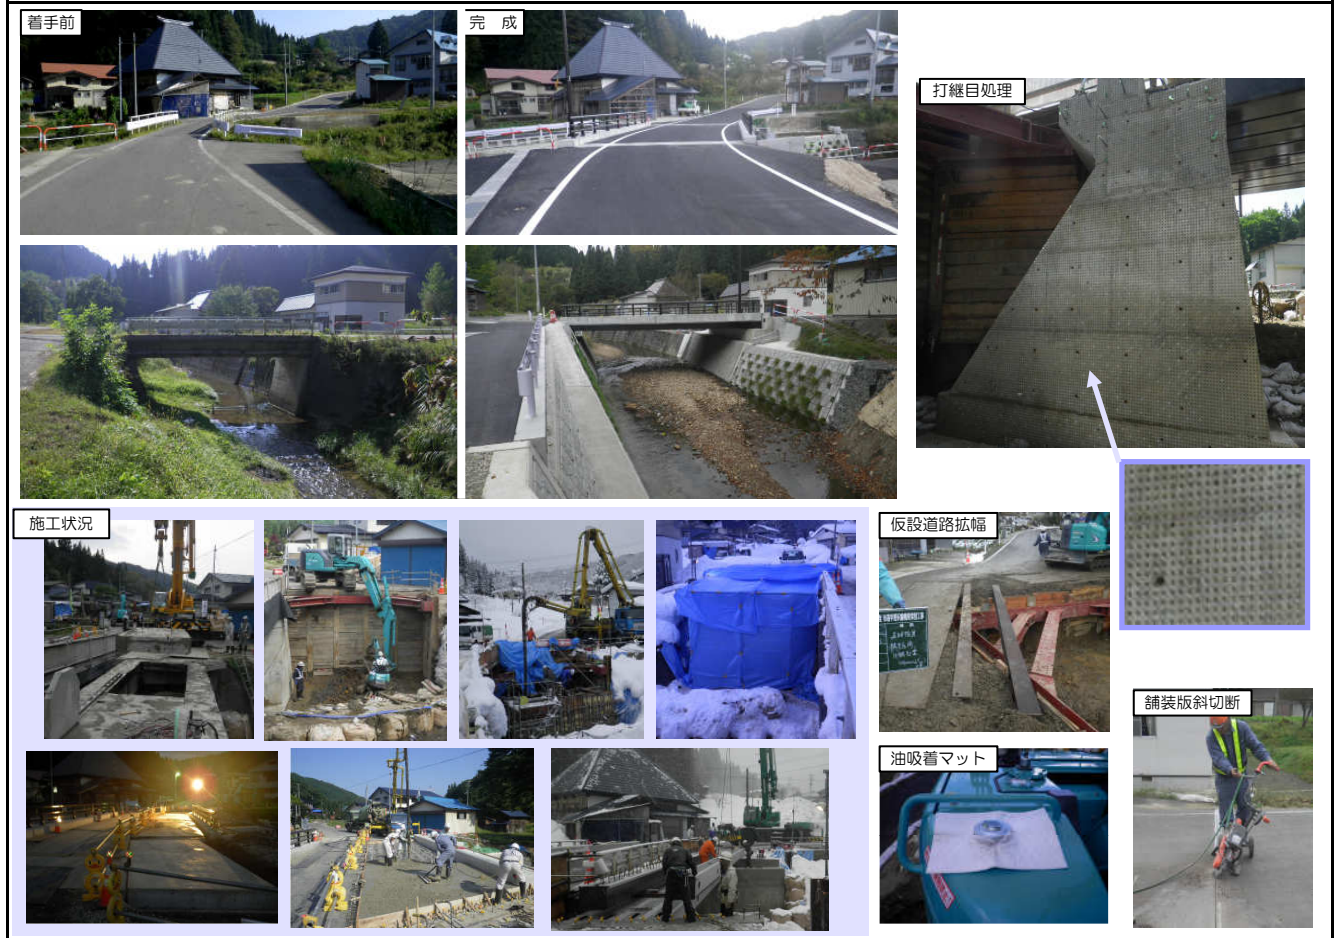 着手前
完　成
打継目処理
施工状況
仮設道路拡幅
舗装版斜切断
油吸着マット